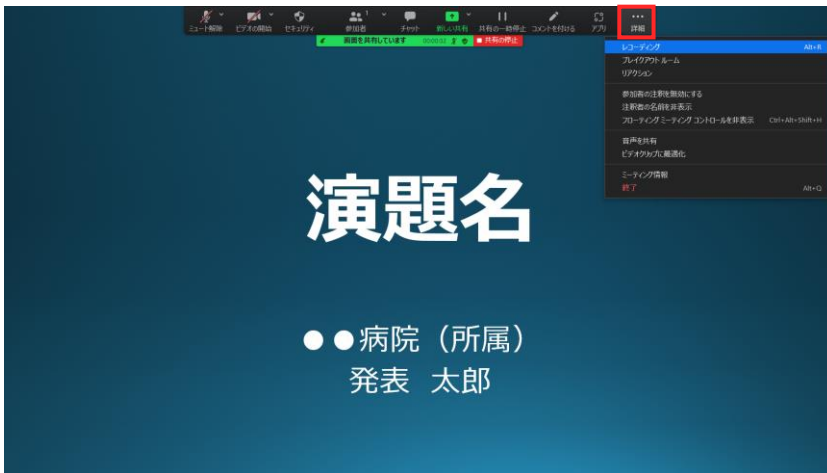 ミュート解除 ビデオの開始 セキュリティ 参加者 1 チャット 新しい共有 共有の一時停止 コメントを付ける アプリ 詳細
画面を共有しています 共有の停止
レコーディング Alt+R
ブレイクアウト ルーム
リアクション
参加者の注釈を無効にする
注釈者の名前を非表示
フローティング ミーティング コントロールを非表示 Ctrl+Alt+Shift+H
音声を共有
ビデオクリップに最適化
ミーティング情報
終了 Alt+Q
演題名
●●病院（所属）
発表 太郎